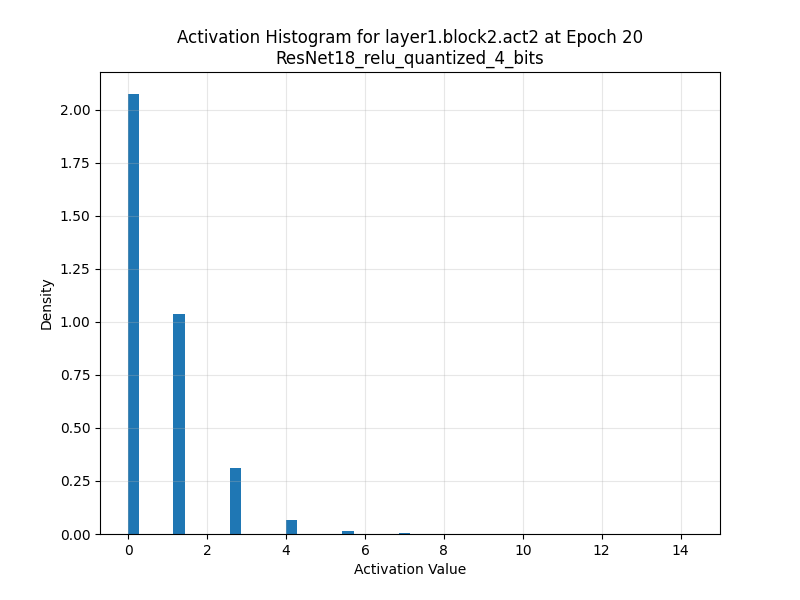 Activation Histogram for layer1.block2.act2 at Epoch 20
ResNet18_relu_quantized_4_bits
Density
2.00
1.75
1.50
1.25
1.00
0.75
0.50
0.25
0.00
0 2 4 6 8 10 12 14
Activation Value